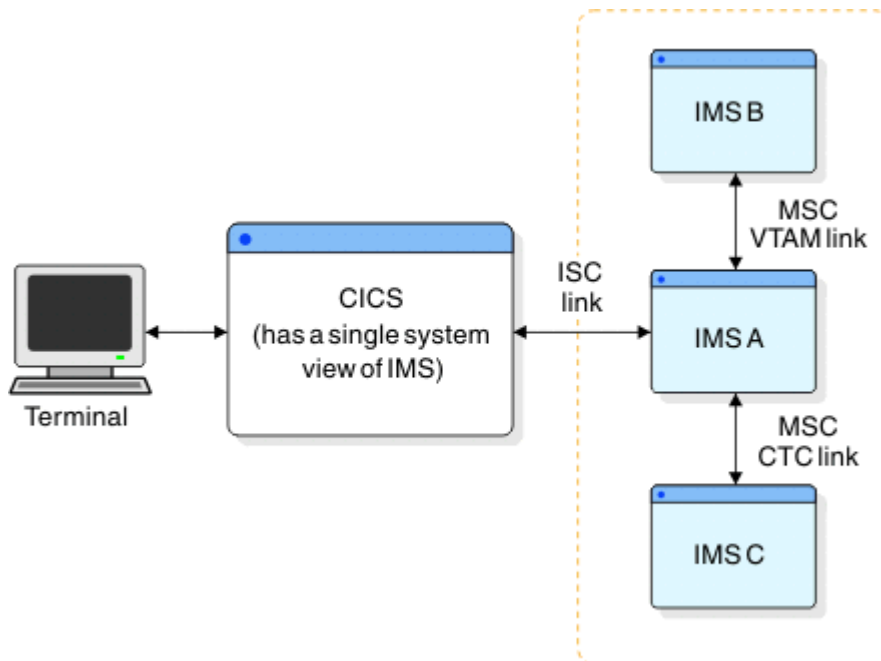 IMS B
MSC
VTAM link
ISC
link
CICS
(has a single system
view of IMS)
IMS A
Terminal
MSC
CTC link
IMS C